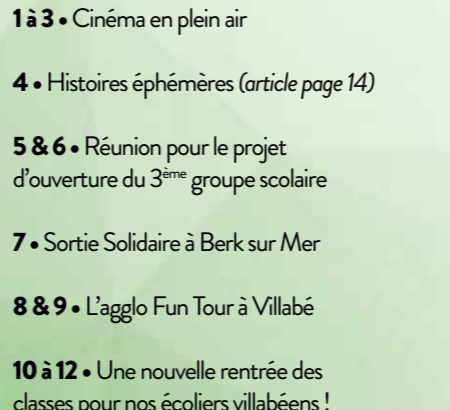 1 à 3 • Cinéma en plein air
4 • Histoires éphémères (article page 14)
5 & 6 • Réunion pour le projet
d'ouverture du 3ème groupe scolaire
7 • Sortie Solidaire à Berk sur Mer
8 & 9 • L'agglo Fun Tour à Villabé
10 à 12 • Une nouvelle rentrée des
classes pour nos écoliers villabéens !